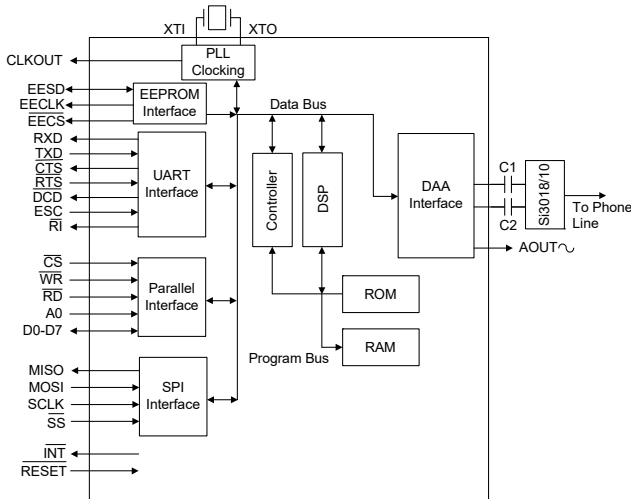 XTI
XTO
CLKOUT
PLL
Clocking
EESD
EECLK
EECS
EEPROM
Interface
Data Bus
RXD
TXD
CTS
RTS
DCD
ESC
RI
UART
Interface
Controller
DSP
DAA
Interface
C1
C2
Si3018/10
To Phone
Line
AOUT
CS
WR
RD
A0
D0-D7
Parallel
Interface
ROM
RAM
Program Bus
MISO
MOSI
SCLK
SS
SPI
Interface
INT
RESET